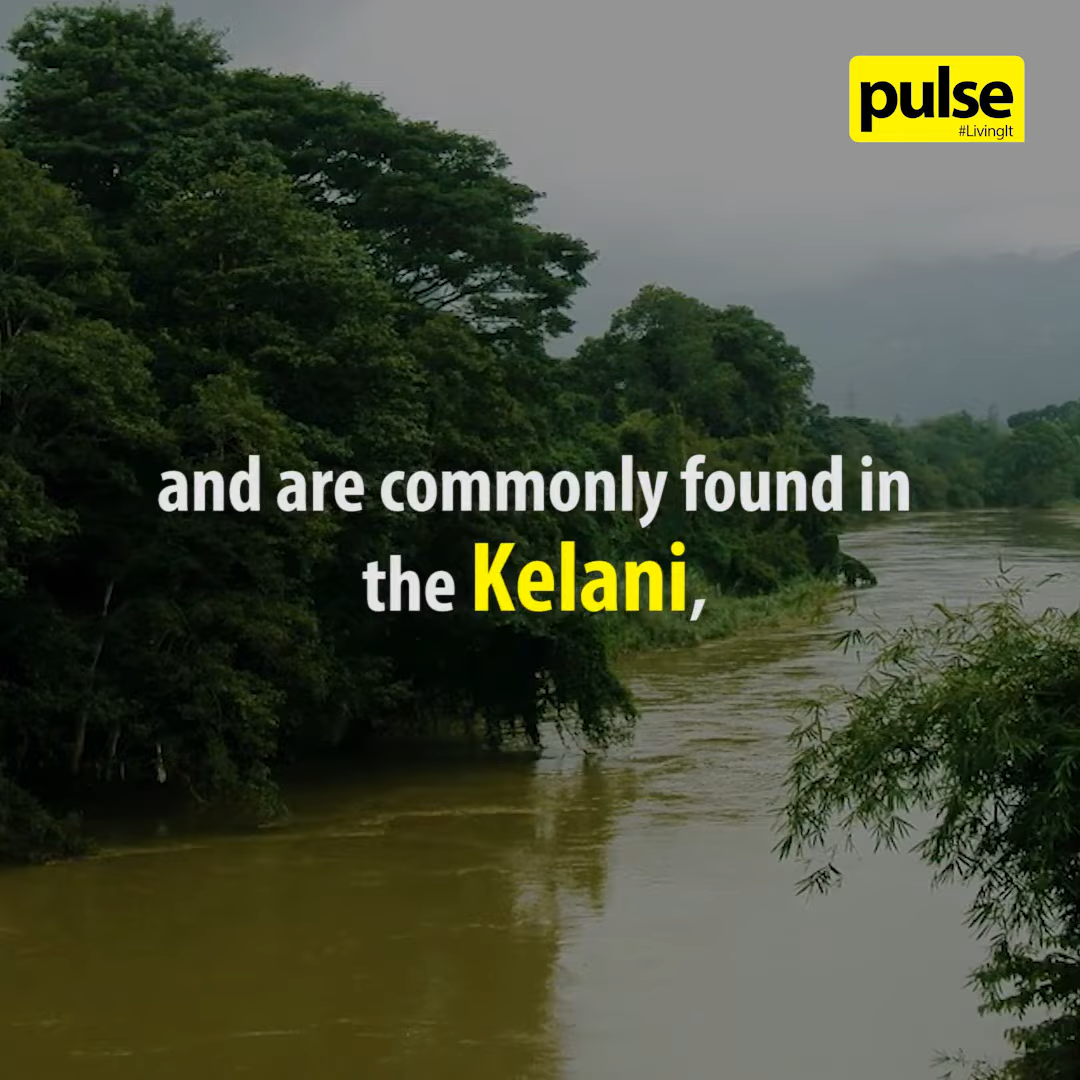 pulse
#LivingIt
and are commonly found in
the Kelani,